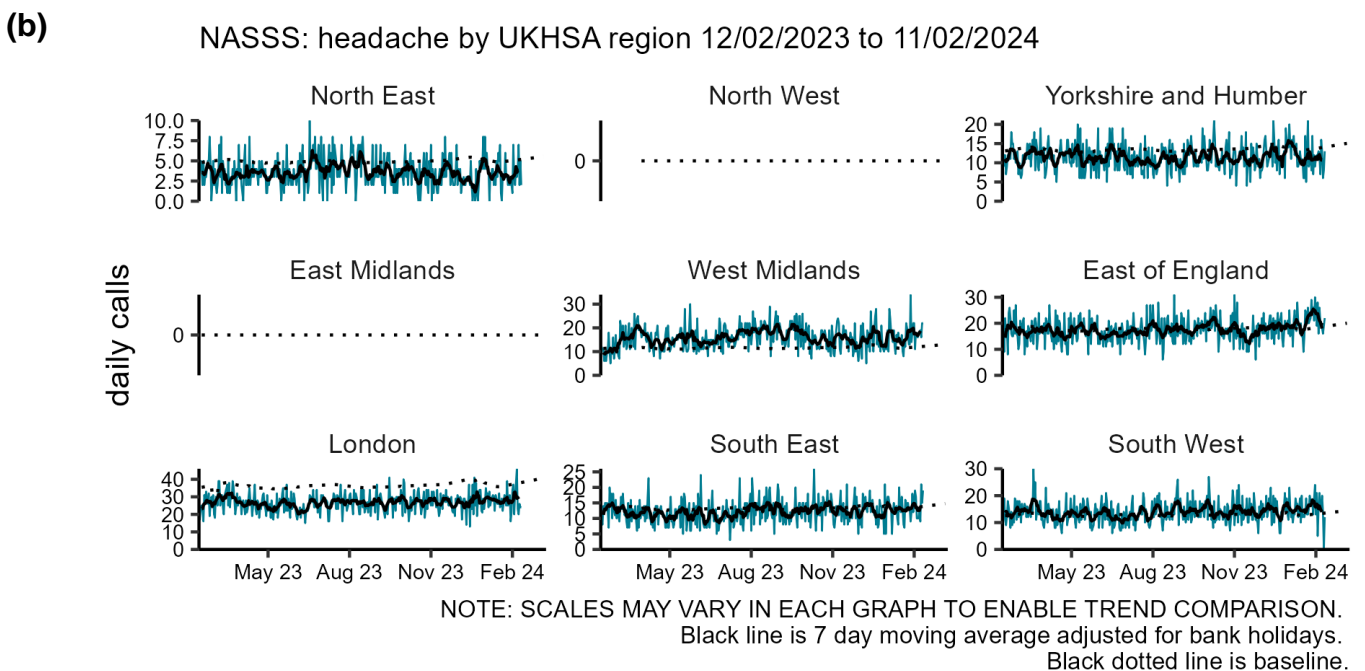 (b)
NASSS: headache by UKHSA region 12/02/2023 to 11/02/2024
daily calls
North East
10.0
7.5
5.0
2.5
0.0
North West
0
Yorkshire and Humber
20
15
10
5
0
East Midlands
0
West Midlands
30
20
10
0
East of England
30
20
10
0
London
40
30
20
10
0
May 23 Aug 23 Nov 23 Feb 24
South East
25
20
15
10
5
0
May 23 Aug 23 Nov 23 Feb 24
South West
30
20
10
0
May 23 Aug 23 Nov 23 Feb 24
NOTE: SCALES MAY VARY IN EACH GRAPH TO ENABLE TREND COMPARISON.
Black line is 7 day moving average adjusted for bank holidays.
Black dotted line is baseline.